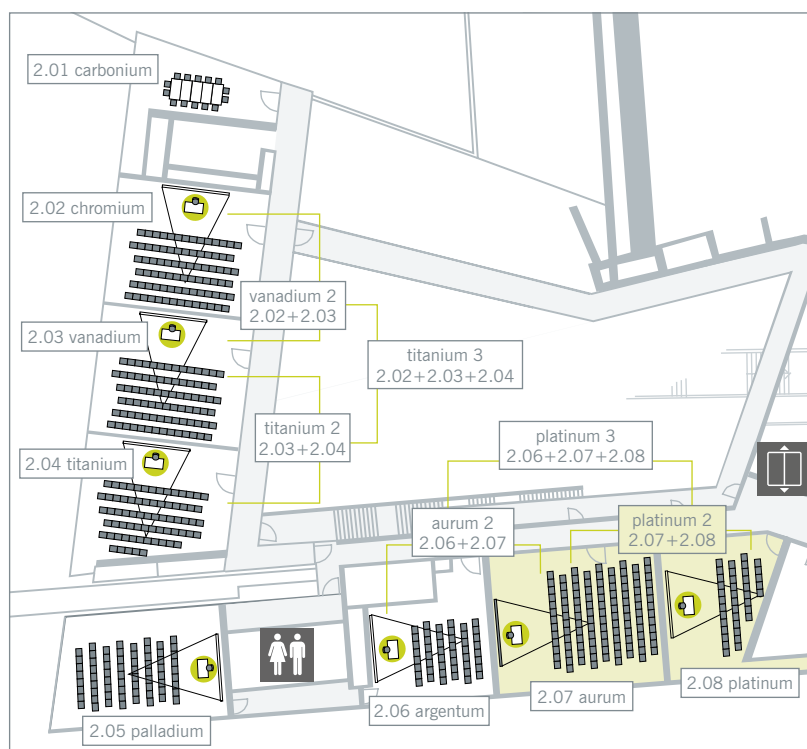 2.01 carbonium
2.02 chromium
vanadium 2
2.02+2.03
2.03 vanadium
titanium 3
2.02+2.03+2.04
titanium 2
2.03+2.04
platinum 3
2.06+2.07+2.08
2.04 titanium
aurum 2
2.06+2.07
platinum 2
2.07+2.08
2.08 platinum
2.07 aurum
2.06 argentum
2.05 palladium